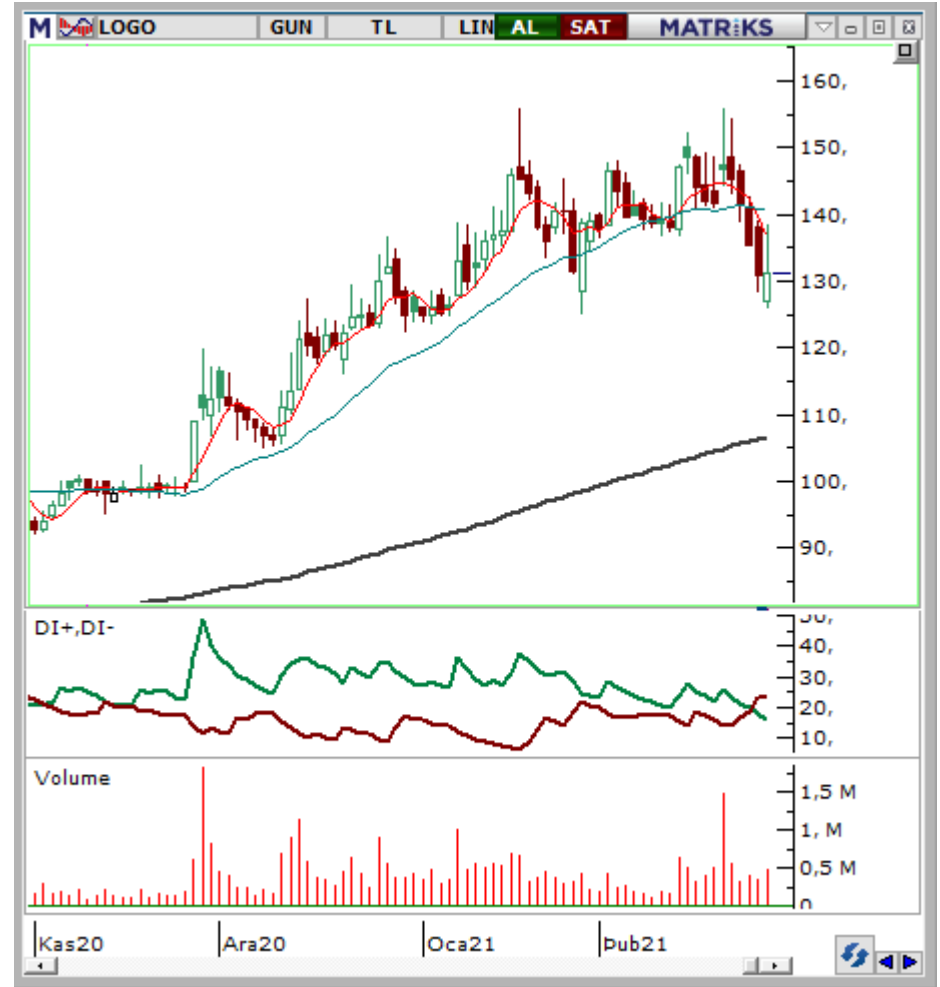 M LOGO GUN TL LIN AL SAT MATRiKS
160,
150,
140,
130,
120,
110,
100,
90,
DI+,DI-
50,
40,
30,
20,
10,
Volume
1,5 M
1, M
0,5 M
0
Kas20 Ara20 Oca21 Þub21